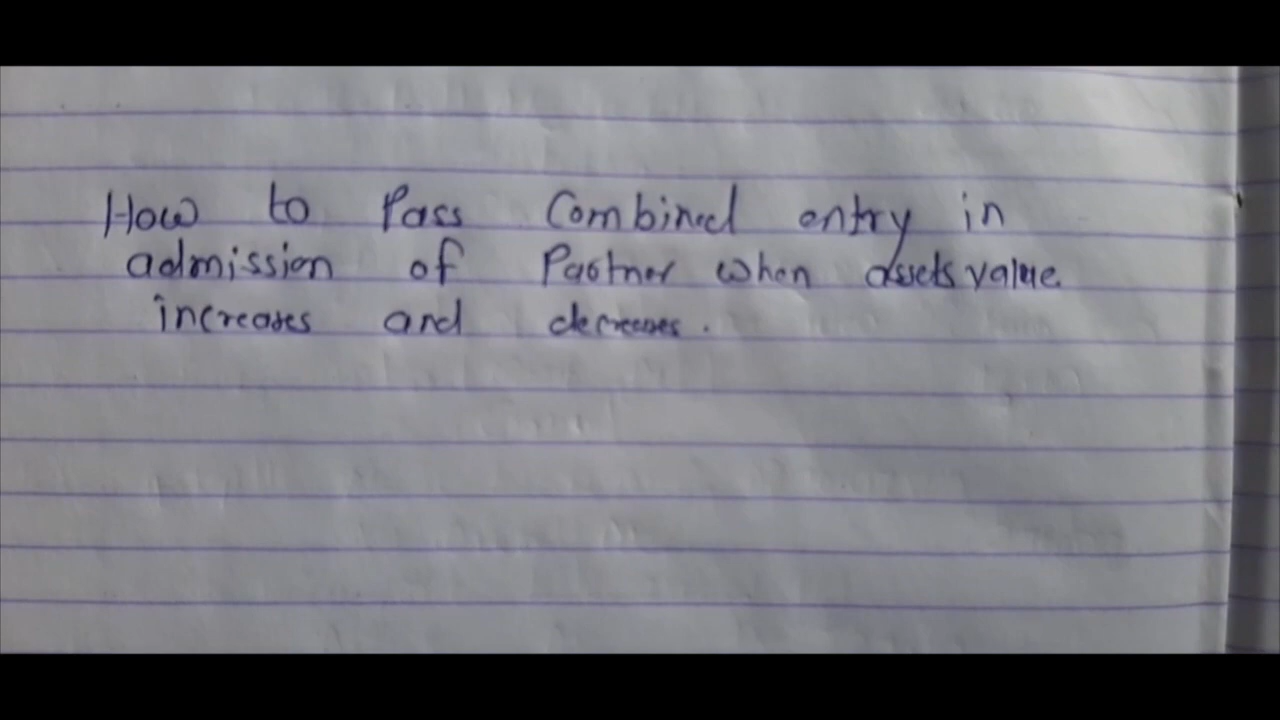 How to Pass Combined entry in
admission of Partner when assets value
increases and decreases.